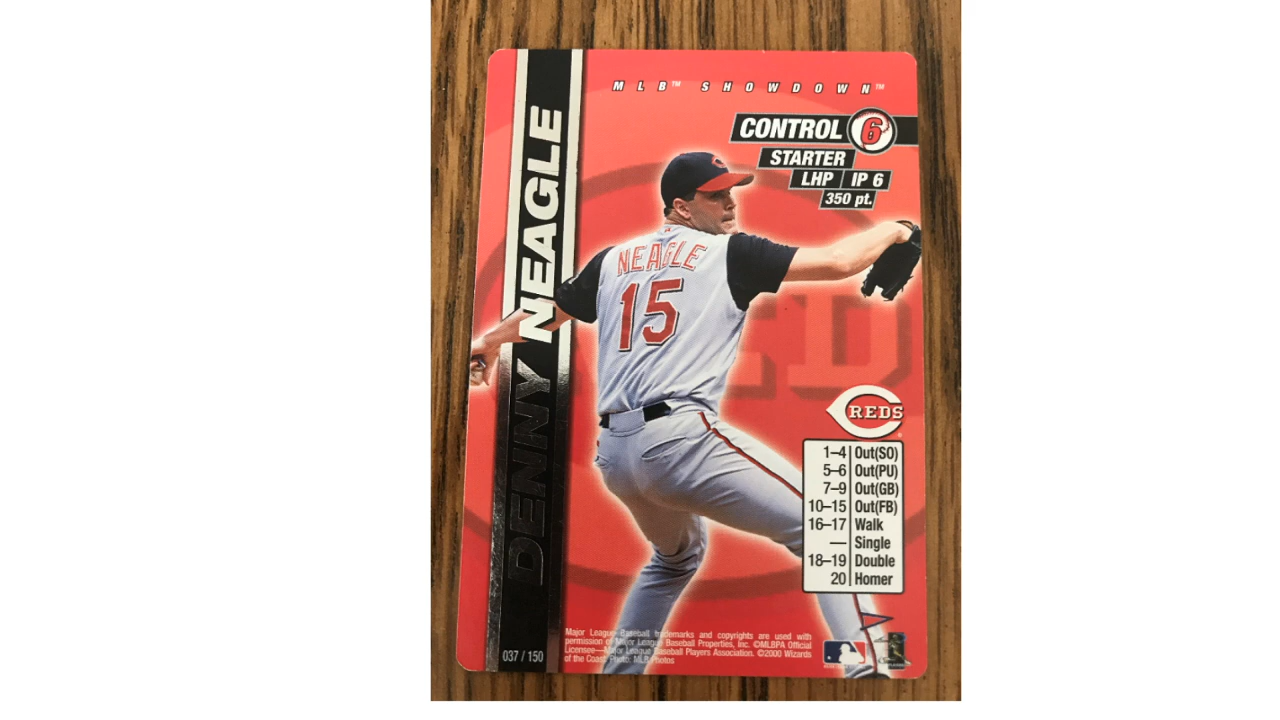 MLB™ SHOWDOWN™
CONTROL 6
STARTER
LHP IP 6
350 pt.
DENNY NEAGLE
NEAGLE
15
REDS
1–4 Out(SO)
5–6 Out(PU)
7–9 Out(GB)
10–15 Out(FB)
16–17 Walk
— Single
18–19 Double
20 Homer
Major League Baseball trademarks and copyrights are used with
permission of Major League Baseball Properties, Inc. ©MLBPA Official
Licensee—Major League Baseball Players Association. ©2000 Wizards
of the Coast Photo: MLB Photos
037 / 150